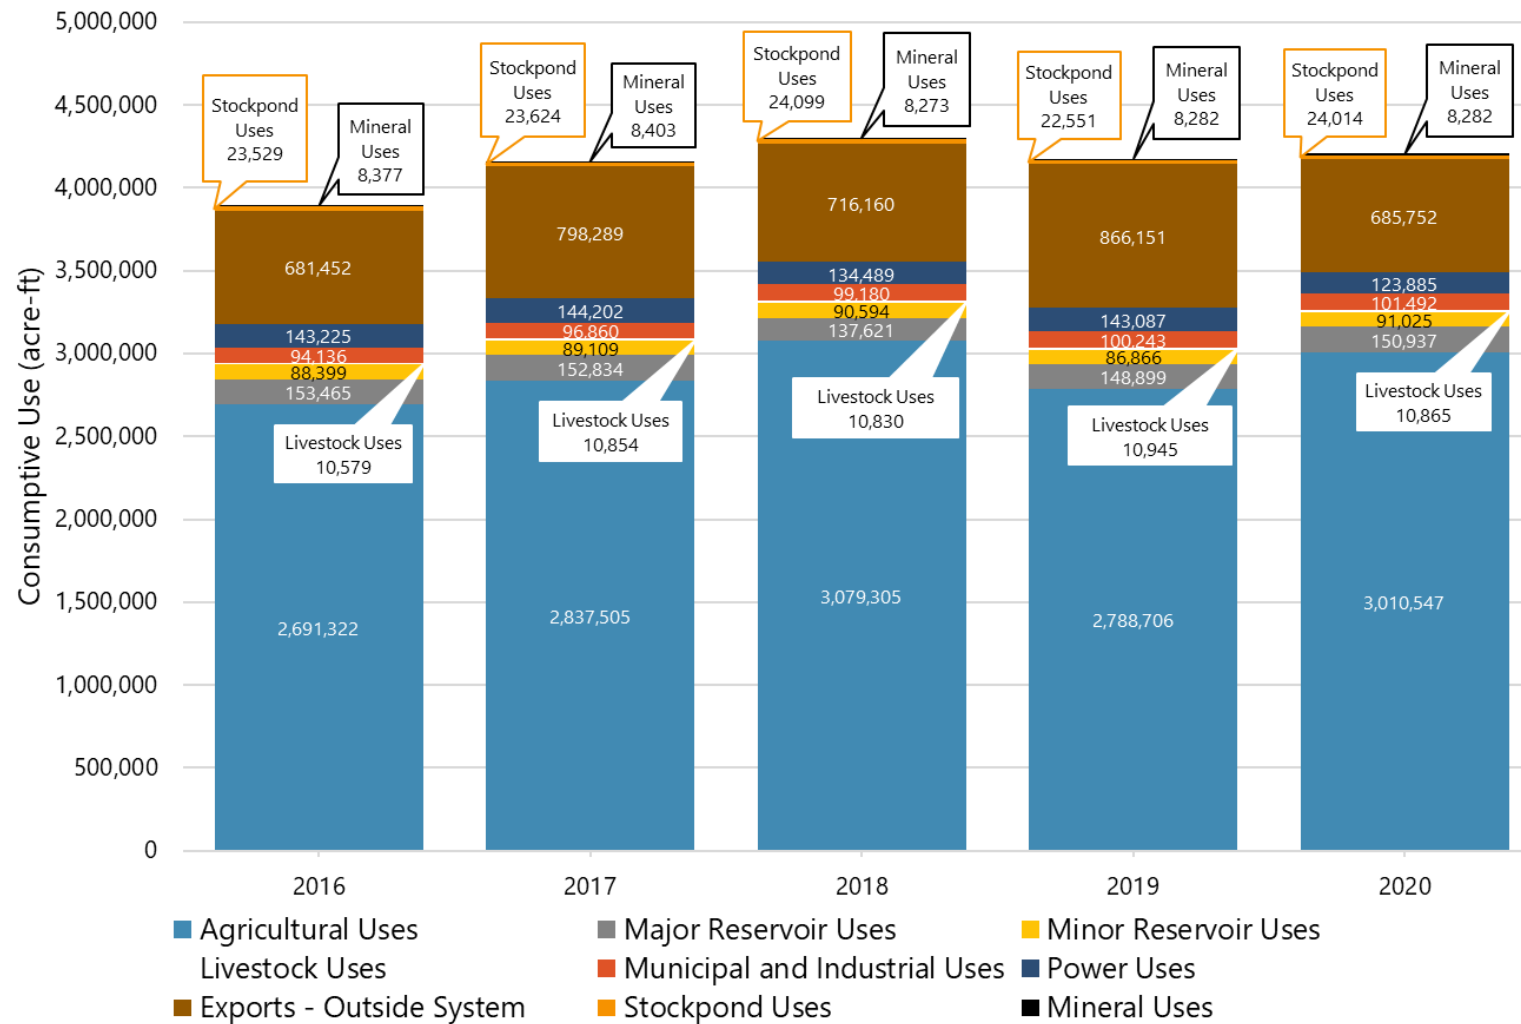 5,000,000
4,500,000
4,000,000
3,500,000
3,000,000
2,500,000
2,000,000
1,500,000
1,000,000
500,000
0
Consumptive Use (acre-ft)
Stockpond
Uses
23,529
Mineral
Uses
8,377
681,452
143,225
94,136
88,399
153,465
Livestock Uses
10,579
2,691,322
2016
Stockpond
Uses
23,624
Mineral
Uses
8,403
798,289
144,202
96,860
89,109
152,834
Livestock Uses
10,854
2,837,505
2017
Stockpond
Uses
24,099
Mineral
Uses
8,273
716,160
134,489
99,180
90,594
137,621
Livestock Uses
10,830
3,079,305
2018
Stockpond
Uses
22,551
Mineral
Uses
8,282
866,151
143,087
100,243
86,866
148,899
Livestock Uses
10,945
2,788,706
2019
Stockpond
Uses
24,014
Mineral
Uses
8,282
685,752
123,885
101,492
91,025
150,937
Livestock Uses
10,865
3,010,547
2020
Agricultural Uses
Major Reservoir Uses
Minor Reservoir Uses
Livestock Uses
Municipal and Industrial Uses
Power Uses
Exports - Outside System
Stockpond Uses
Mineral Uses